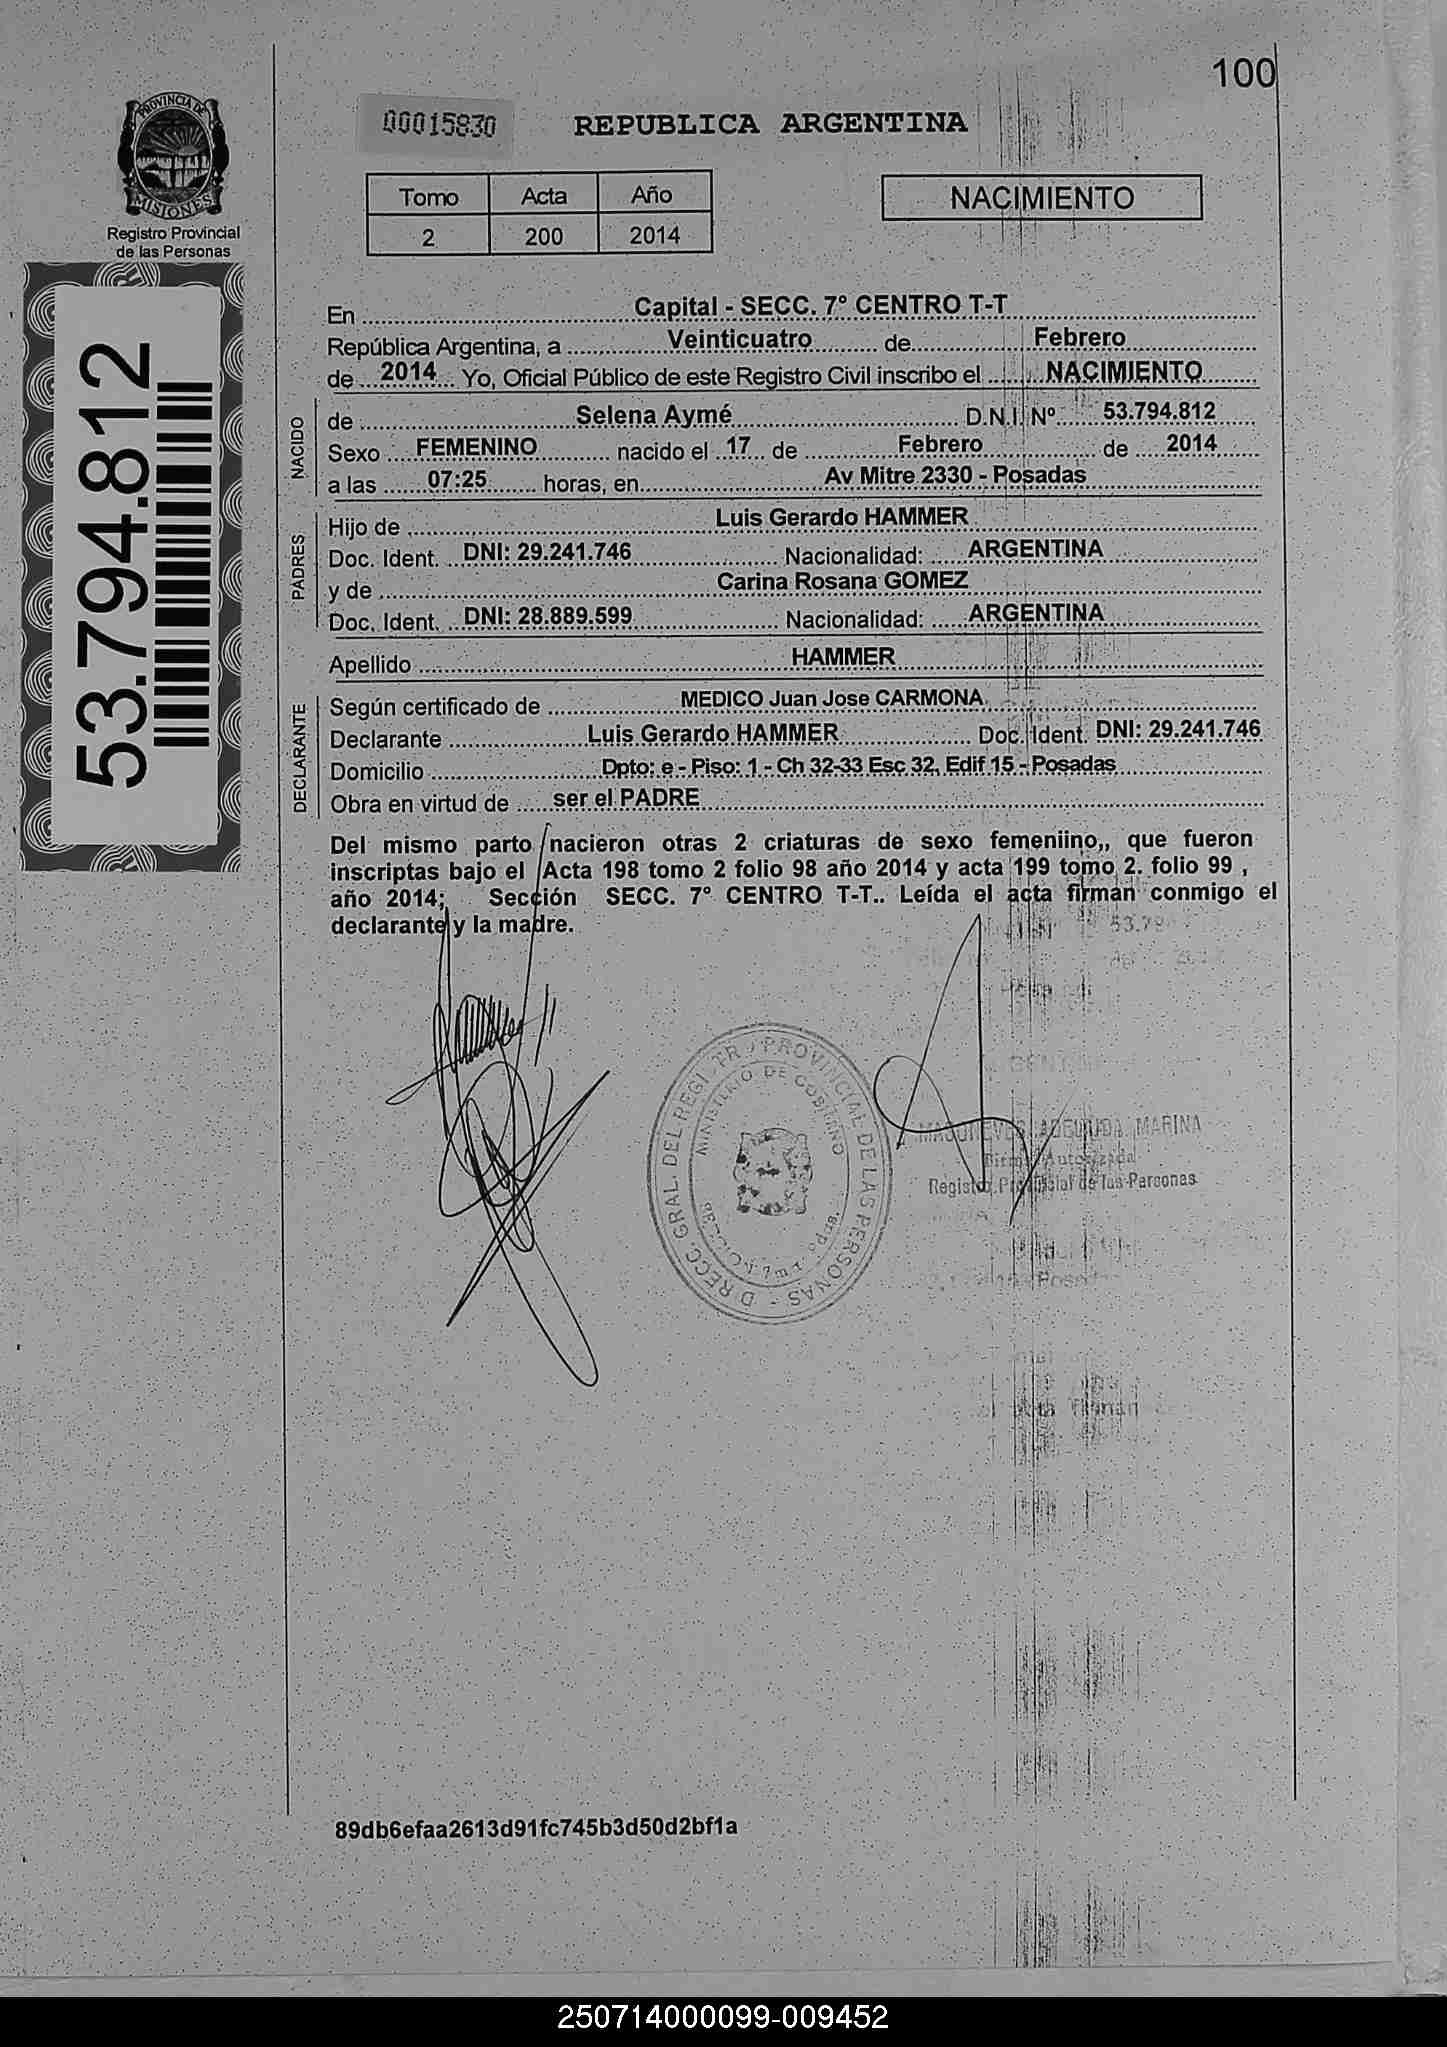 100
PROVINCIA DE
MISIONES
Registro Provincial
de las Personas
00015830
REPUBLICA ARGENTINA
Tomo Acta Año
2 200 2014
NACIMIENTO
53.794.812
En Capital - SECC. 7° CENTRO T-T
República Argentina, a Veinticuatro de Febrero
de 2014 Yo, Oficial Público de este Registro Civil inscribo el NACIMIENTO
NACIDO
de Selena Aymé D.N.I. Nº 53.794.812
Sexo FEMENINO nacido el 17 de Febrero de 2014
a las 07:25 horas, en Av Mitre 2330 - Posadas
PADRES
Hijo de Luis Gerardo HAMMER
Doc. Ident. DNI: 29.241.746 Nacionalidad: ARGENTINA
y de Carina Rosana GOMEZ
Doc. Ident. DNI: 28.889.599 Nacionalidad: ARGENTINA
Apellido HAMMER
DECLARANTE
Según certificado de MEDICO Juan Jose CARMONA
Declarante Luis Gerardo HAMMER Doc. Ident. DNI: 29.241.746
Domicilio Dpto: e - Piso: 1 - Ch 32-33 Esc 32, Edif 15 - Posadas
Obra en virtud de ser el PADRE
Del mismo parto nacieron otras 2 criaturas de sexo femeniino,, que fueron
inscriptas bajo el Acta 198 tomo 2 folio 98 año 2014 y acta 199 tomo 2. folio 99 ,
año 2014; Sección SECC. 7° CENTRO T-T.. Leída el acta firman conmigo el
declarante y la madre.
PROVINCIAL DE LAS PERSONAS
MINISTERIO DE GOBIERNO
MARINA
Firma Autorizada
Registro Provincial de las Personas
89db6efaa2613d91fc745b3d50d2bf1a
250714000099-009452